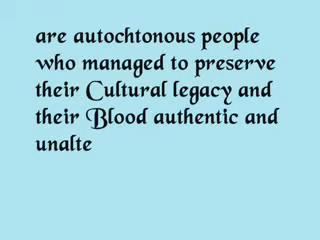 are autochtonous people
who managed to preserve
their Cultural legacy and
their Blood authentic and
unalte